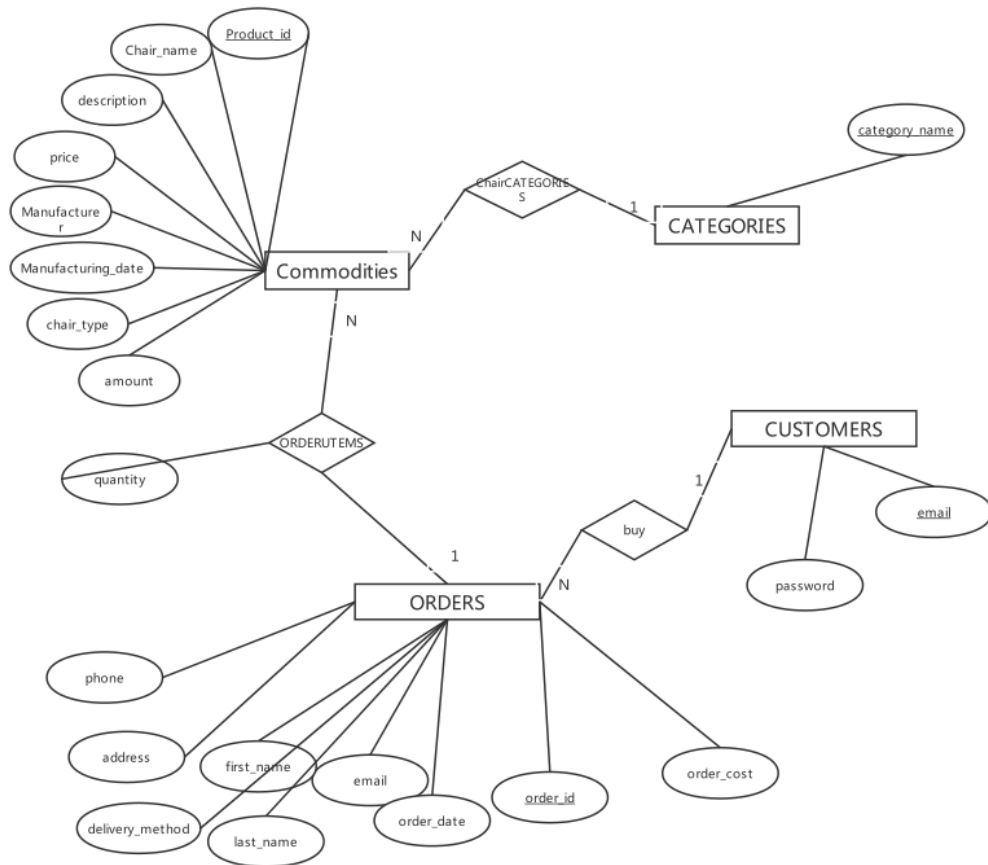 Product_id
Chair_name
description
category_name
price
ChairCATEGORIE
S
Manufacture
r
1
CATEGORIES
N
Manufacturing_date
Commodities
chair_type
N
amount
CUSTOMERS
ORDERUTEMS
quantity
1
email
buy
1
N
password
ORDERS
phone
address
first_name
email
order_cost
order_id
order_date
delivery_method
last_name